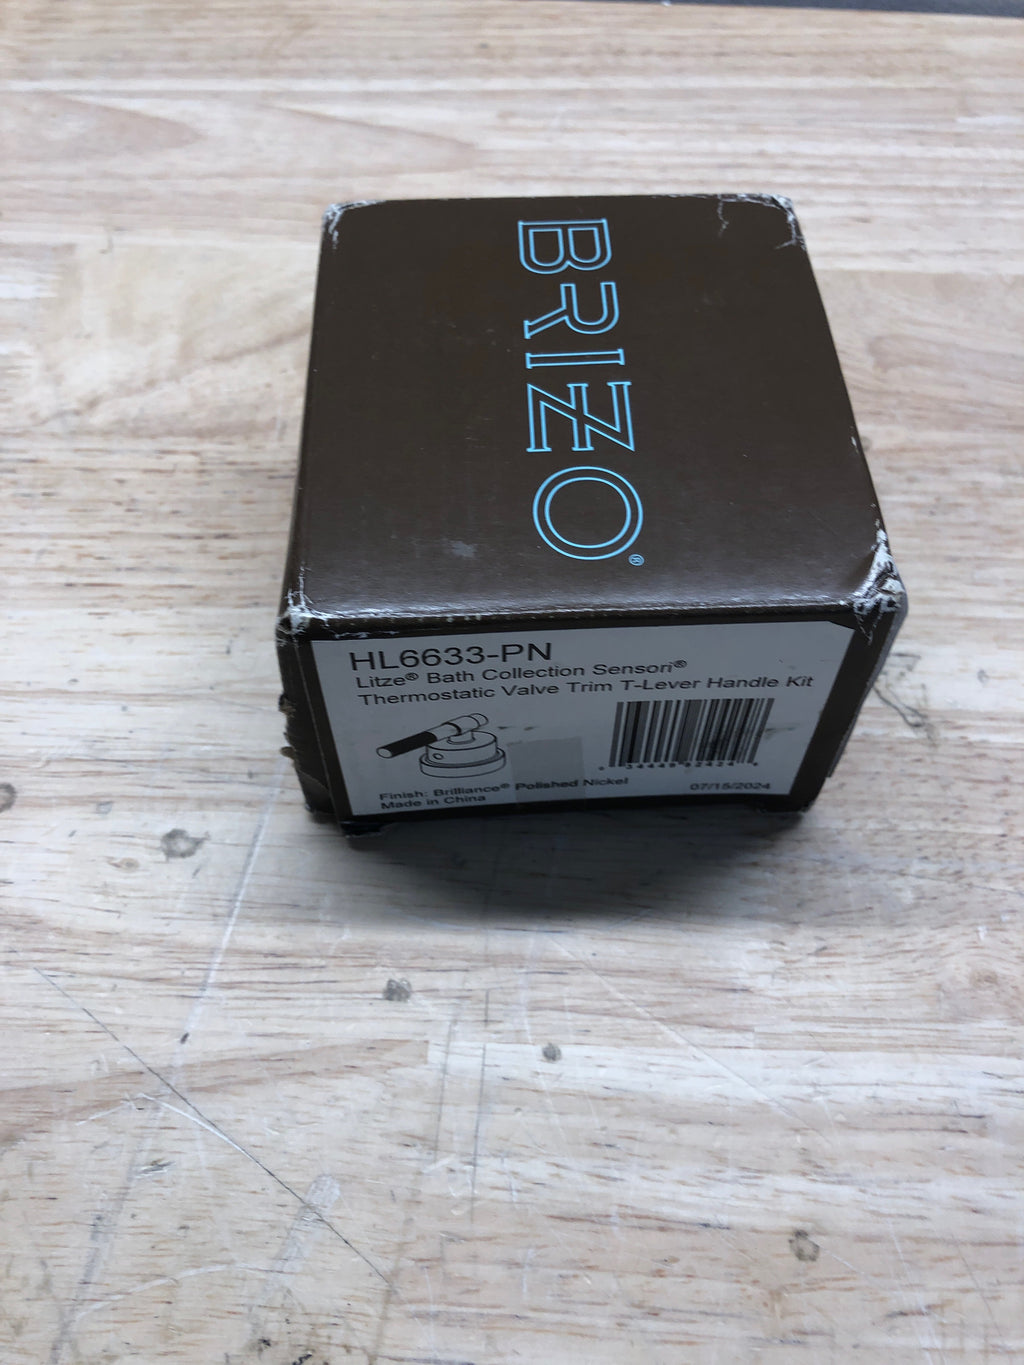 BRIZO®
HL6633-PN
Litze® Bath Collection Sensori®
Thermostatic Valve Trim T-Lever Handle Kit
Finish: Brilliance® Polished Nickel
Made in China
07/15/2024